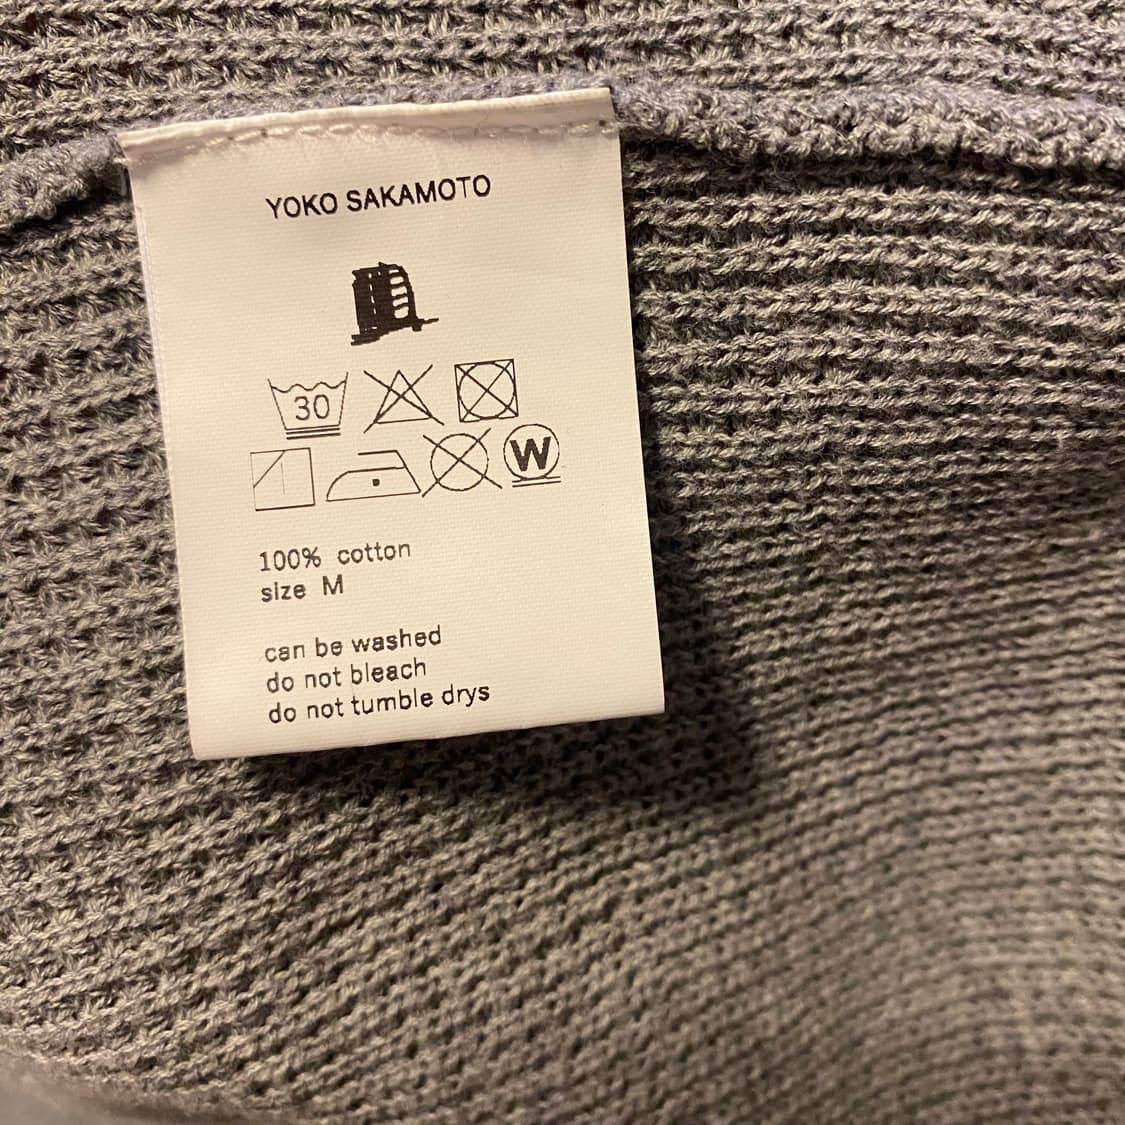 YOKO SAKAMOTO
30
W
100% cotton
size M
can be washed
do not bleach
do not tumble drys